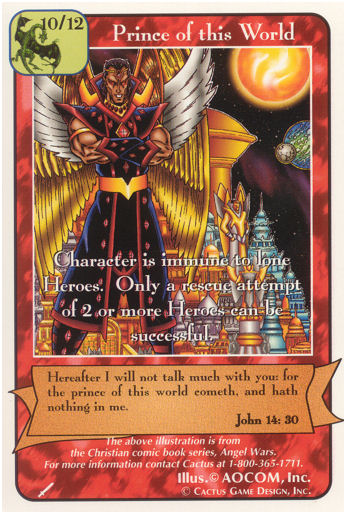 10/12
Prince of this World
Character is immune to lone
Heroes. Only a rescue attempt
of 2 or more Heroes can be
successful.
Hereafter I will not talk much with you: for
the prince of this world cometh, and hath
nothing in me.
John 14: 30
The above illustration is from
the Christian comic book series, Angel Wars.
For more information contact Cactus at 1-800-365-1711.
Illus.© AOCOM, Inc.
© Cactus Game Design, Inc.